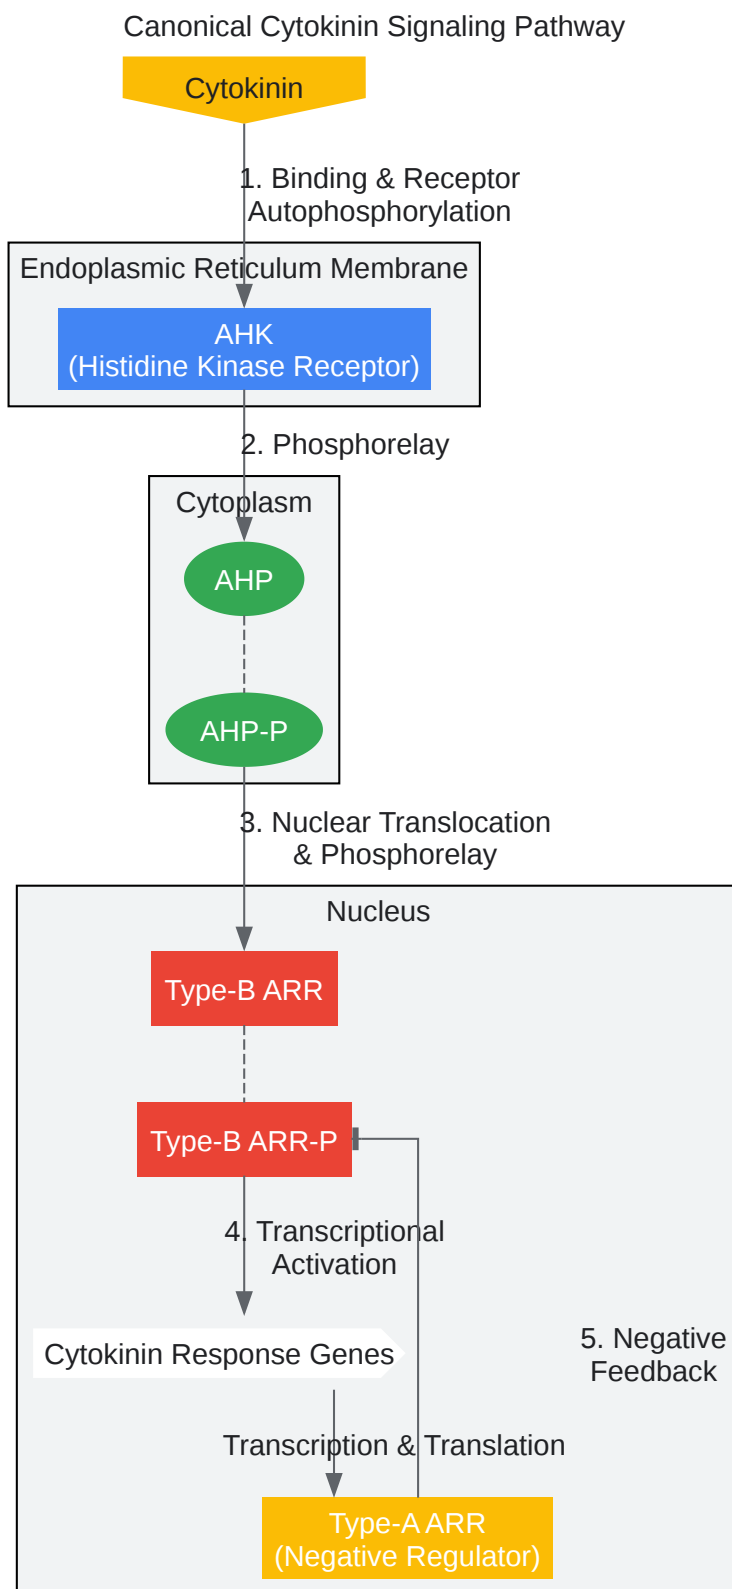 Canonical Cytokinin Signaling Pathway
Cytokinin
1. Binding & Receptor
Autophosphorylation
Endoplasmic Reticulum Membrane
AHK
(Histidine Kinase Receptor)
2. Phosphorelay
Cytoplasm
AHP
AHP-P
3. Nuclear Translocation
& Phosphorelay
Nucleus
Type-B ARR
Type-B ARR-P
4. Transcriptional
Activation
Cytokinin Response Genes
5. Negative
Feedback
Transcription & Translation
Type-A ARR
(Negative Regulator)